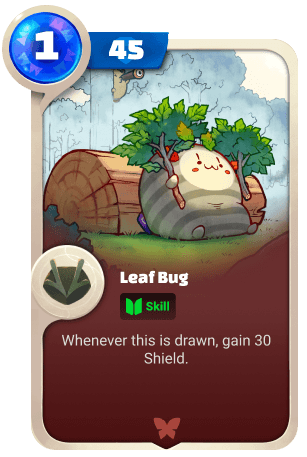 1
45
Leaf Bug
Skill
Whenever this is drawn, gain 30
Shield.